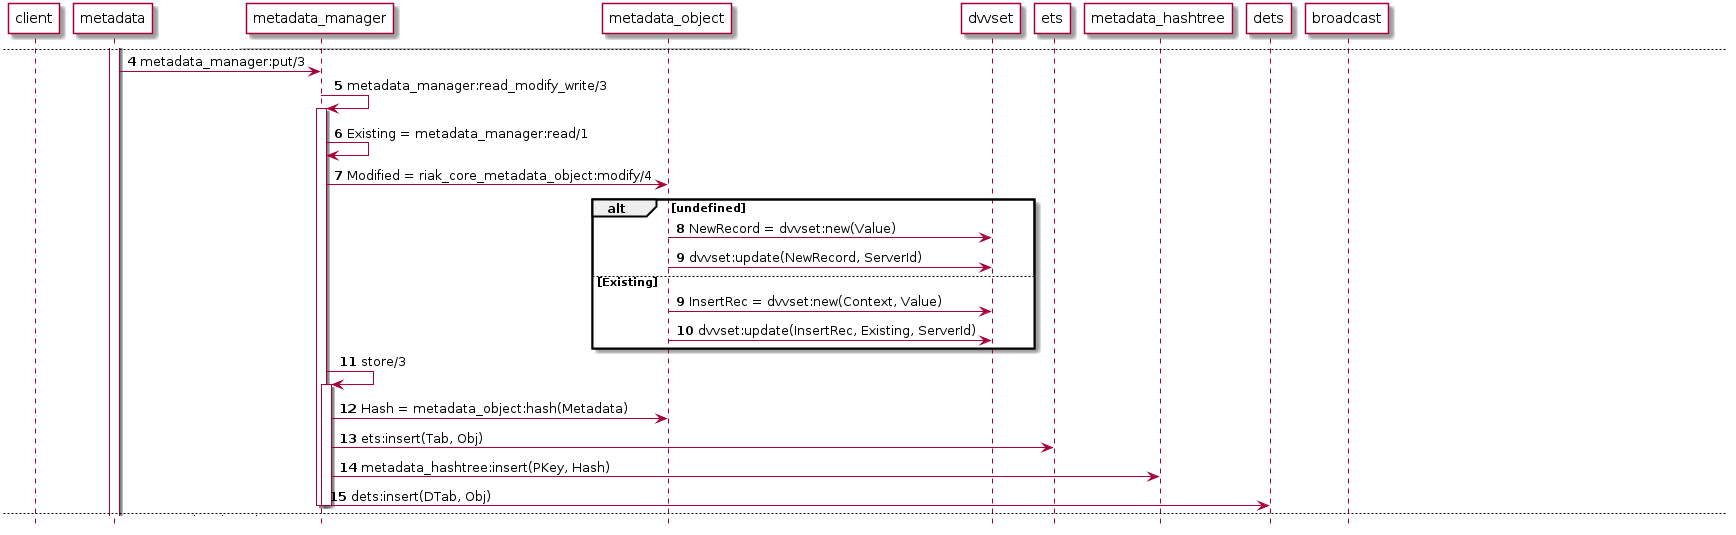 client metadata metadata_manager metadata_object dvvset ets metadata_hashtree dets broadcast
4 metadata_manager:put/3
5 metadata_manager:read_modify_write/3
6 Existing = metadata_manager:read/1
7 Modified = riak_core_metadata_object:modify/4
alt [undefined]
8 NewRecord = dvvset:new(Value)
9 dvvset:update(NewRecord, ServerId)
[Existing]
9 InsertRec = dvvset:new(Context, Value)
10 dvvset:update(InsertRec, Existing, ServerId)
11 store/3
12 Hash = metadata_object:hash(Metadata)
13 ets:insert(Tab, Obj)
14 metadata_hashtree:insert(PKey, Hash)
15 dets:insert(DTab, Obj)